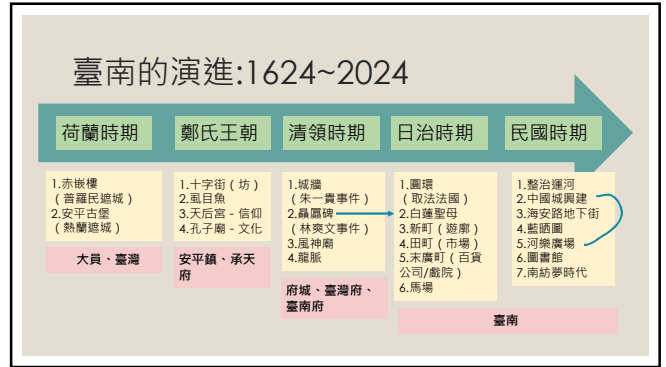 臺南的演進:1624~2024
荷蘭時期
鄭氏王朝
清領時期
日治時期
民國時期
1.赤嵌樓
(普羅民遮城)
2.安平古堡
(熱蘭遮城)
大員、臺灣
1.十字街(坊)
2.虱目魚
3.天后宮-信仰
4.孔子廟-文化
安平鎮、承天
府
1.城牆
(朱一貴事件)
2.贔屭碑
(林爽文事件)
3.風神廟
4.龍脈
府城、臺灣府、
臺南府
1.圓環
(取法法國)
2.白蓮聖母
3.新町(遊廓)
4.田町(市場)
5.末廣町(百貨
公司/戲院)
6.馬場
1.整治運河
2.中國城興建
3.海安路地下街
4.藍晒圖
5.河樂廣場
6.圖書館
7.南紡夢時代
臺南